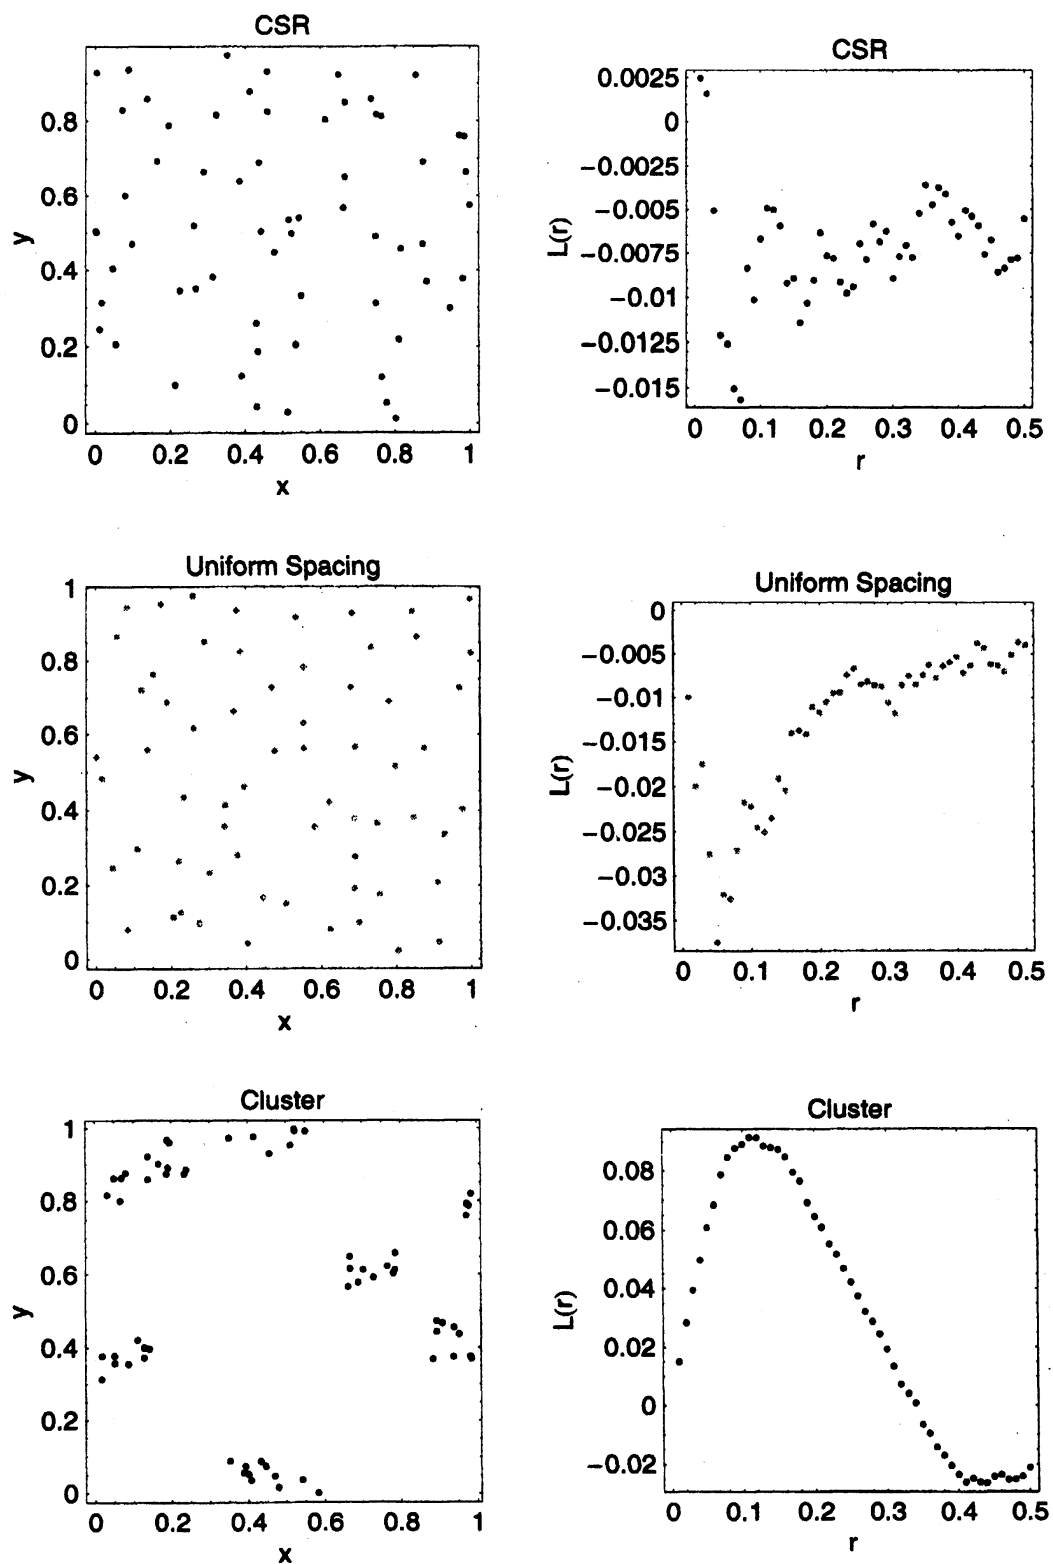 CSR
0.8
0.6
0.4
0.2
0
y
0 0.2 0.4 0.6 0.8 1
x
CSR
0.0025
0
−0.0025
−0.005
−0.0075
−0.01
−0.0125
−0.015
L(r)
0 0.1 0.2 0.3 0.4 0.5
r
Uniform Spacing
1
0.8
0.6
0.4
0.2
0
y
0 0.2 0.4 0.6 0.8 1
x
Uniform Spacing
0
−0.005
−0.01
−0.015
−0.02
−0.025
−0.03
−0.035
L(r)
0 0.1 0.2 0.3 0.4 0.5
r
Cluster
1
0.8
0.6
0.4
0.2
0
y
0 0.2 0.4 0.6 0.8 1
x
Cluster
0.08
0.06
0.04
0.02
0
−0.02
L(r)
0 0.1 0.2 0.3 0.4 0.5
r